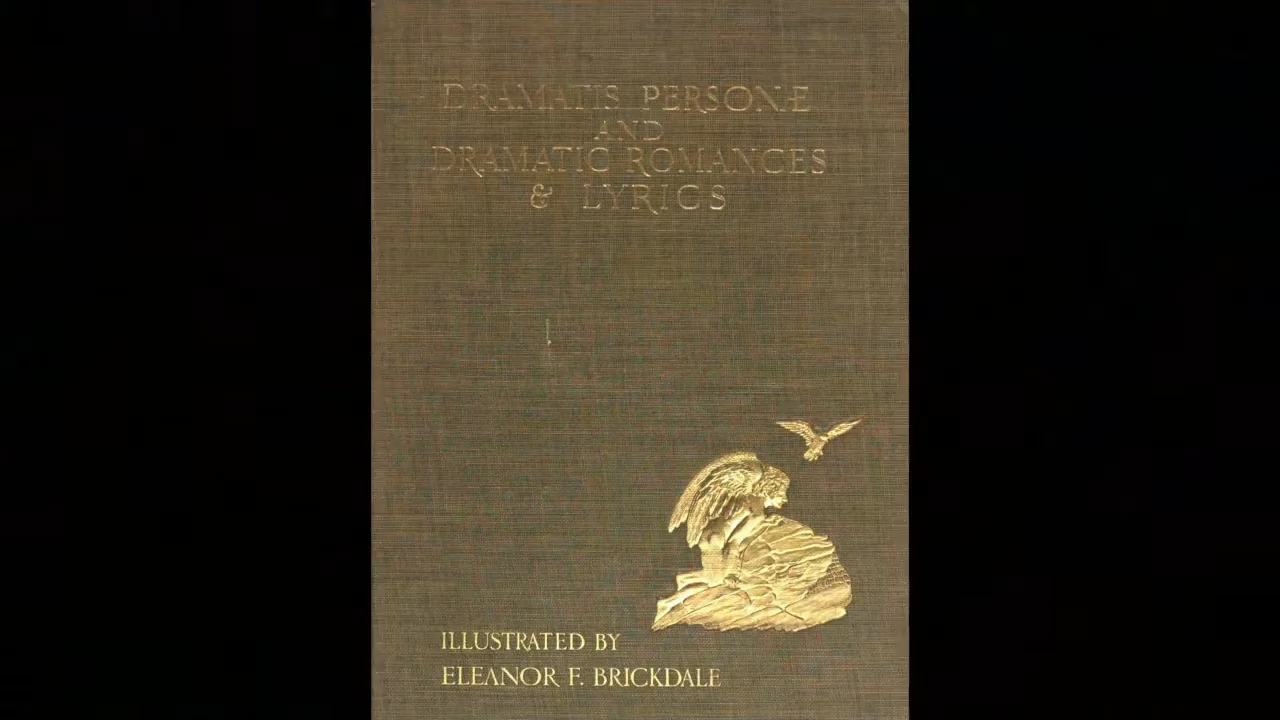 DRAMATIS PERSONÆ
AND
DRAMATIC ROMANCES
& LYRICS
ILLUSTRATED BY
ELEANOR F. BRICKDALE